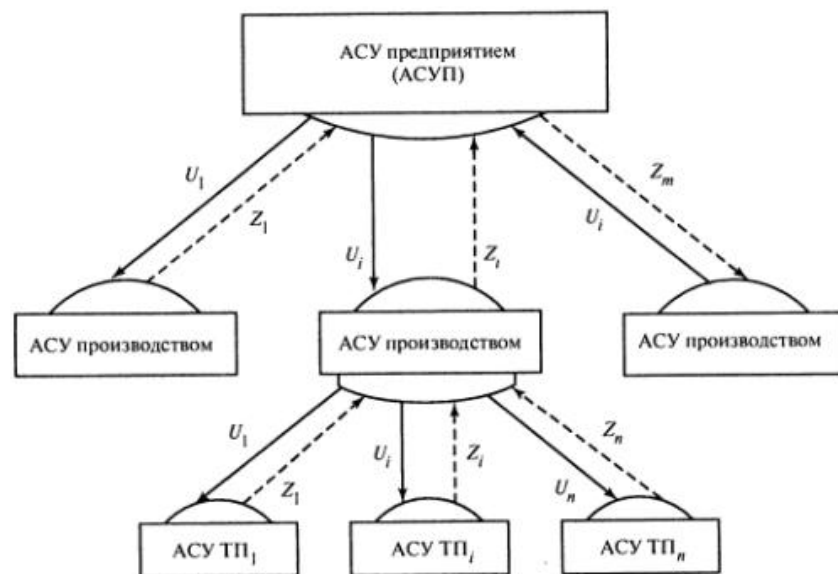 АСУ предприятием
(АСУП)
U₁
Z₁
Uᵢ
Zᵢ
Uᵢ
Zₘ
АСУ производством
АСУ производством
АСУ производством
U₁
Z₁
Uᵢ
Zᵢ
Uₙ
Zₙ
АСУ ТП₁
АСУ ТПᵢ
АСУ ТПₙ